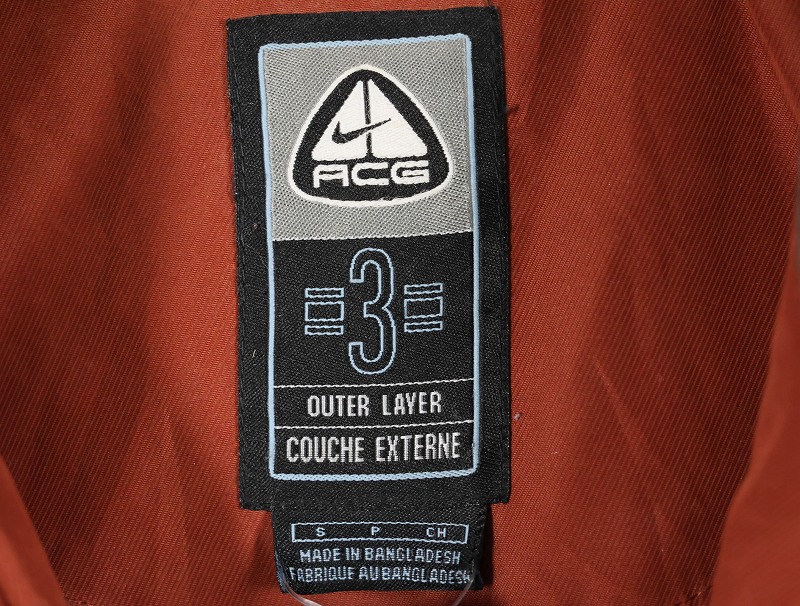 ACG
3
OUTER LAYER
COUCHE EXTERNE
S P CH
MADE IN BANGLADESH
FABRIQUE AU BANGLADESH